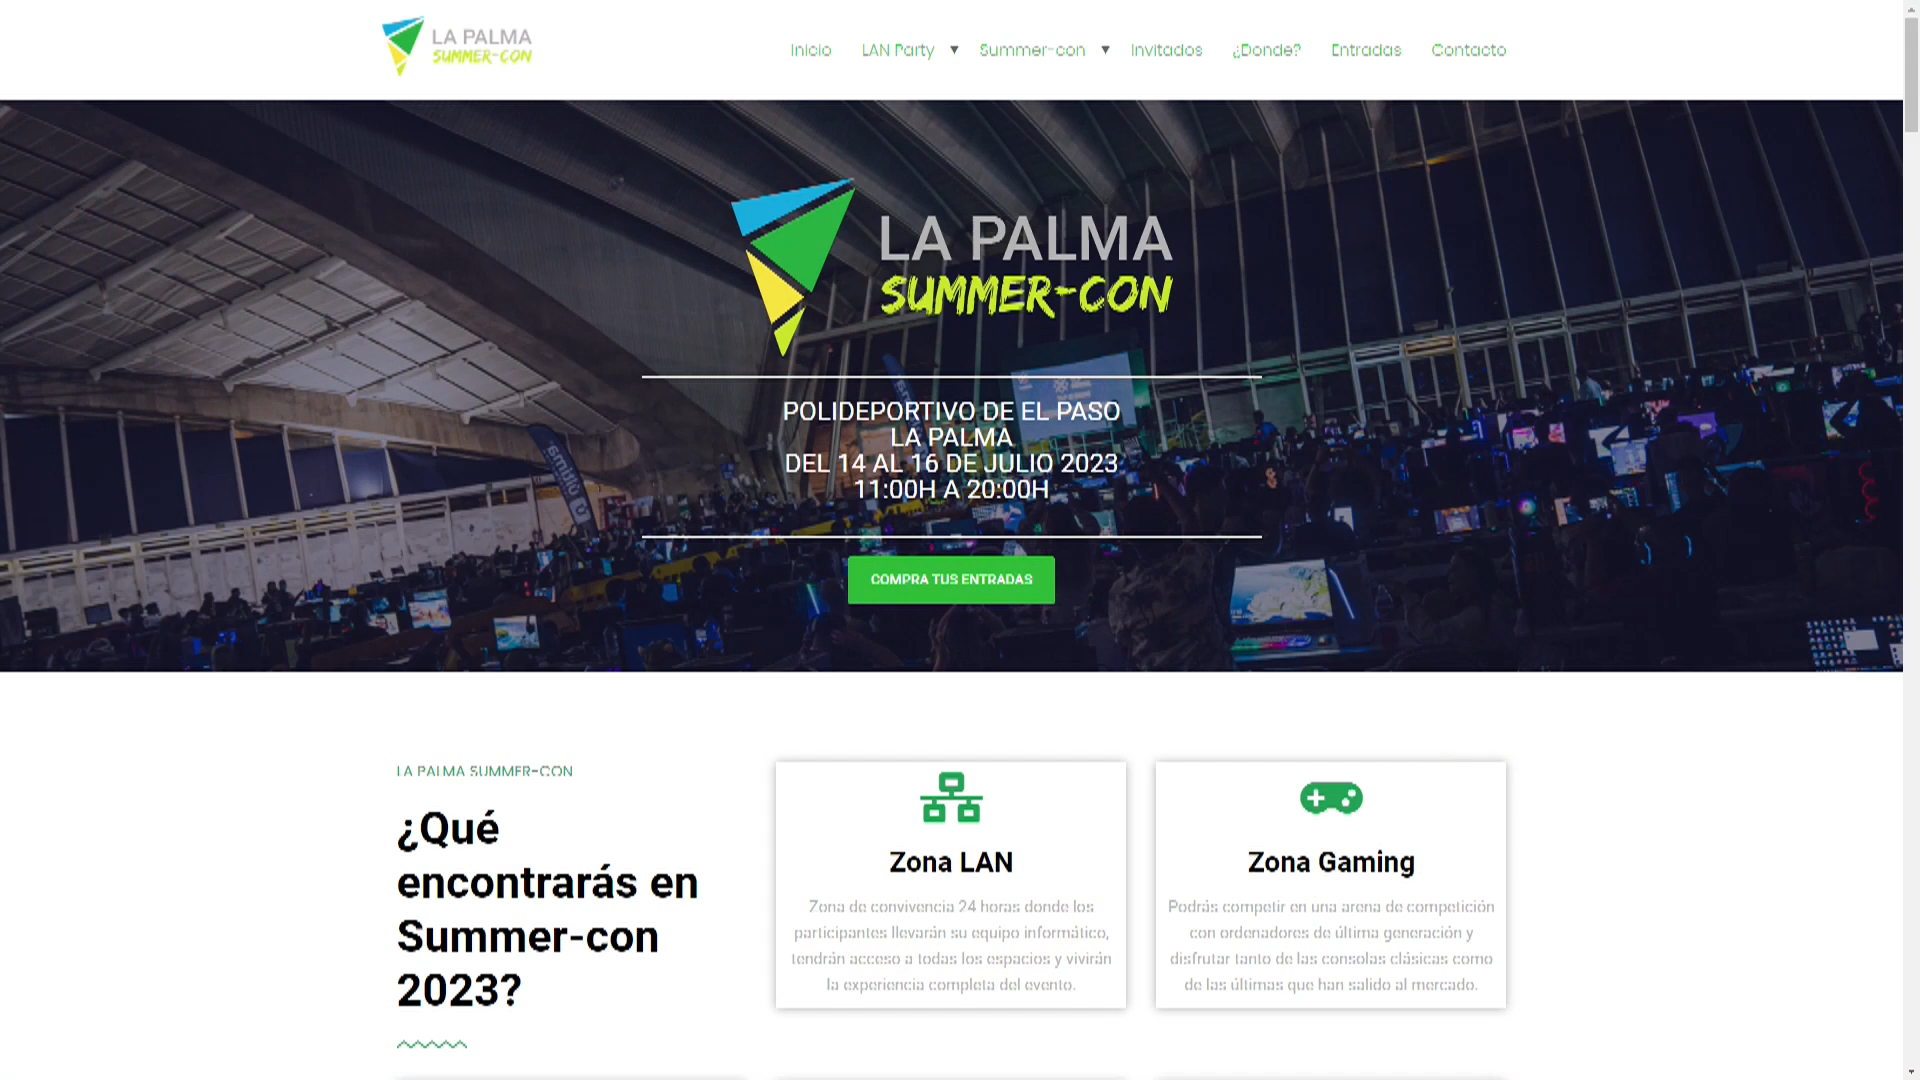 LA PALMA
SUMMER-CON
Inicio LAN Party Summer-con Invitados ¿Donde? Entradas Contacto
LA PALMA
SUMMER-CON
POLIDEPORTIVO DE EL PASO
LA PALMA
DEL 14 AL 16 DE JULIO 2023
11:00H A 20:00H
COMPRA TUS ENTRADAS
LA PALMA SUMMER-CON
¿Qué
encontrarás en
Summer-con
2023?
Zona LAN
Zona de convivencia 24 horas donde los
participantes llevarán su equipo informático,
tendrán acceso a todas los espacios y vivirán
la experiencia completa del evento.
Zona Gaming
Podrás competir en una arena de competición
con ordenadores de última generación y
disfrutar tanto de las consolas clásicas como
de las últimas que han salido al mercado.